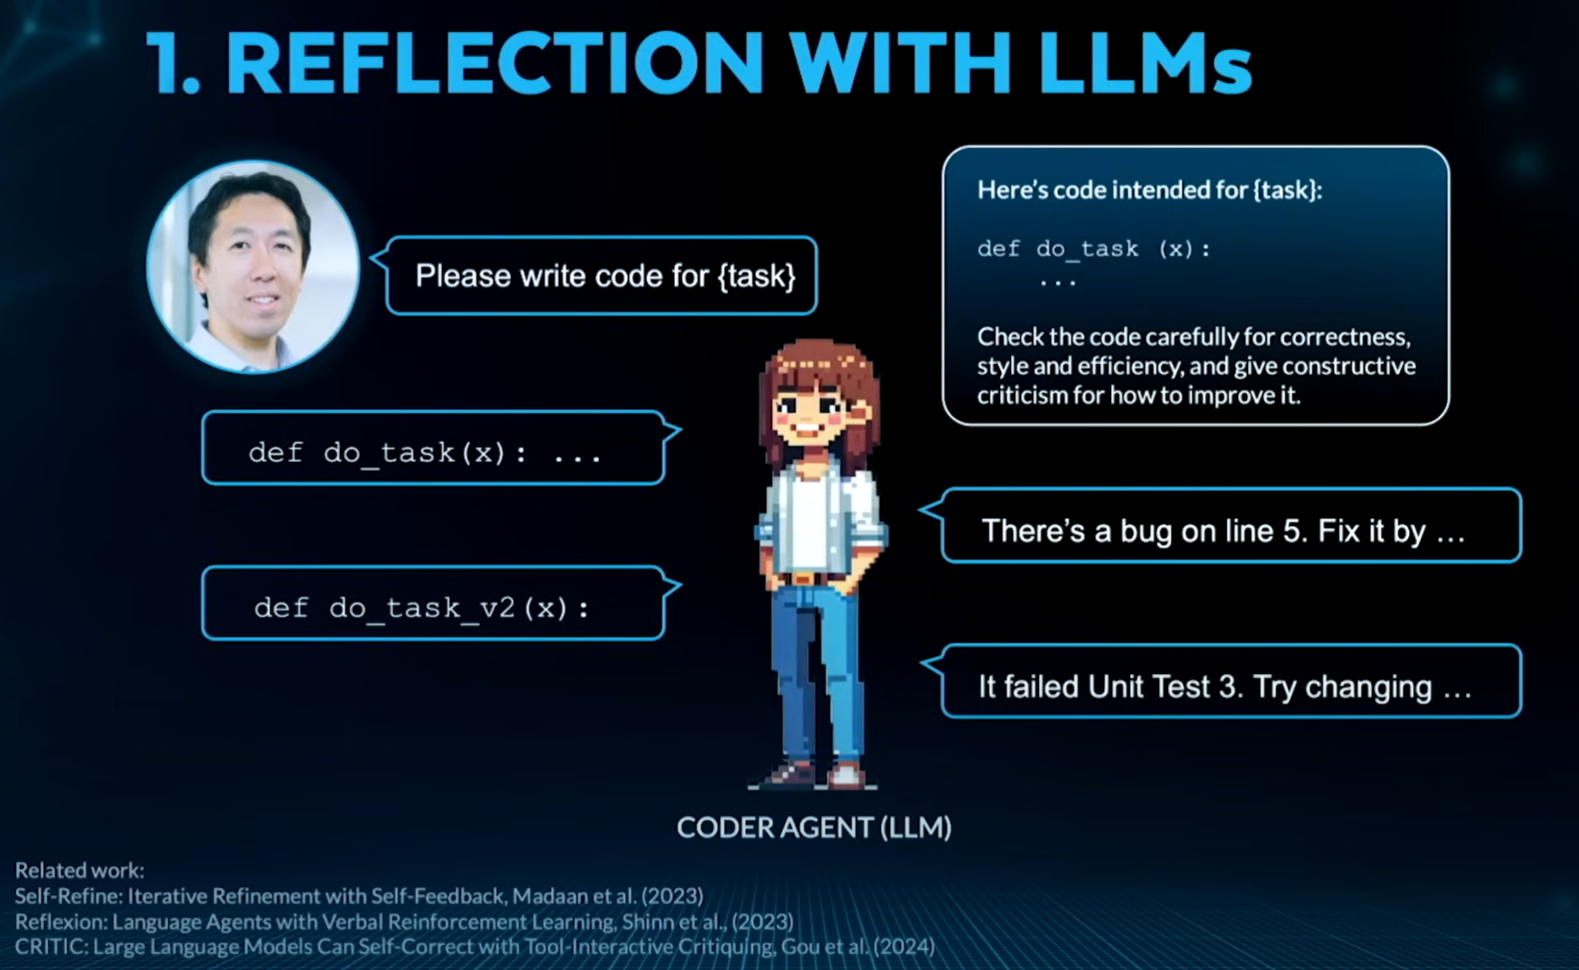 1. REFLECTION WITH LLMs
Please write code for {task}
Here's code intended for {task}:
def do_task (x):
...
Check the code carefully for correctness,
style and efficiency, and give constructive
criticism for how to improve it.
def do_task(x): ...
There's a bug on line 5. Fix it by ...
def do_task_v2(x):
It failed Unit Test 3. Try changing ...
CODER AGENT (LLM)
Related work:
Self-Refine: Iterative Refinement with Self-Feedback, Madaan et al. (2023)
Reflexion: Language Agents with Verbal Reinforcement Learning, Shinn et al., (2023)
CRITIC: Large Language Models Can Self-Correct with Tool-Interactive Critiquing, Gou et al. (2024)